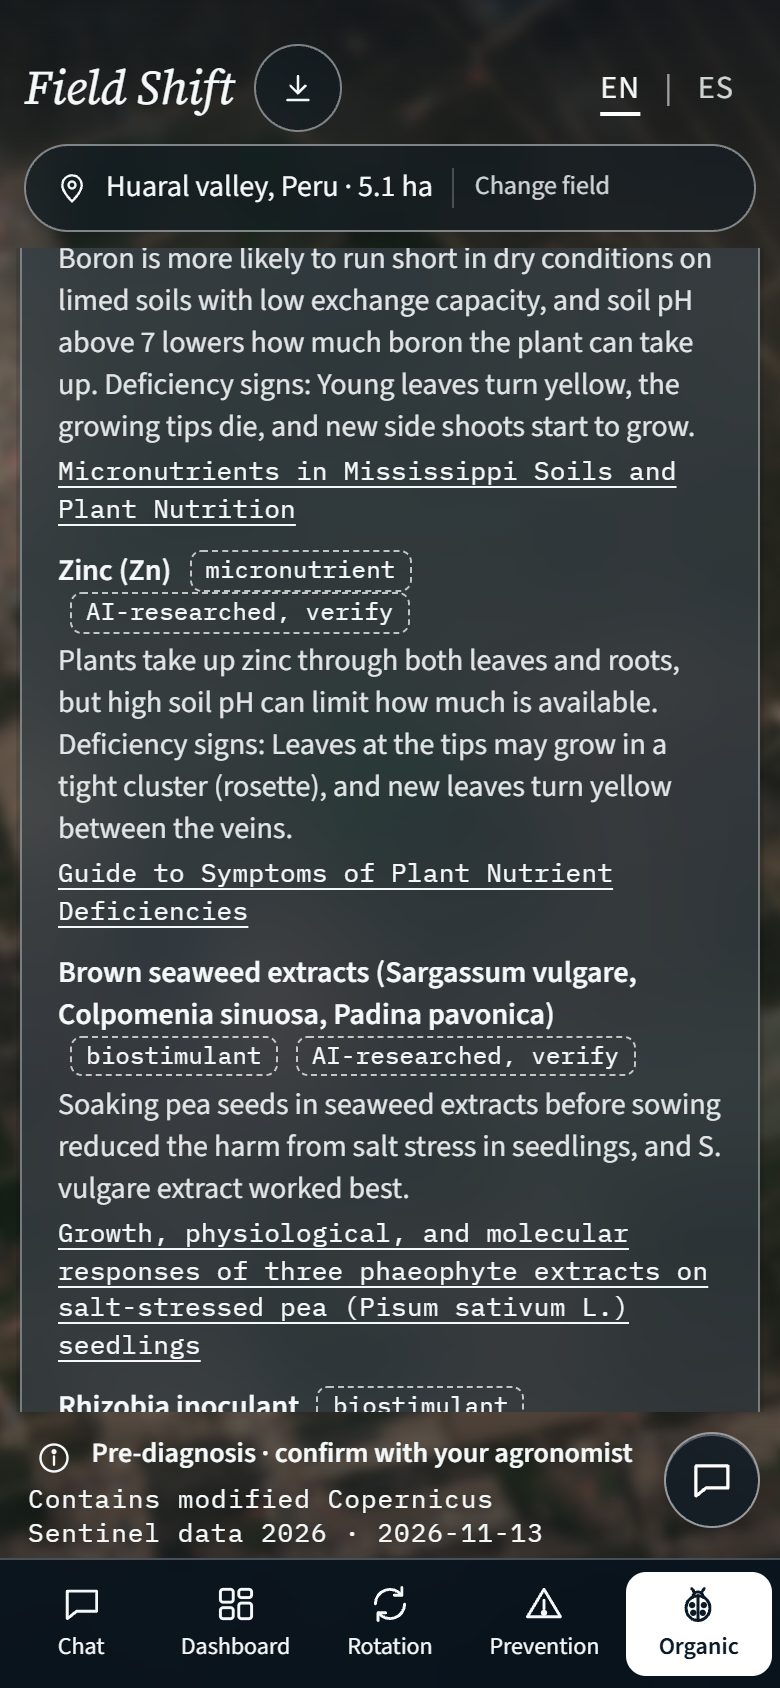 Field Shift
EN | ES
Huaral valley, Peru · 5.1 ha | Change field
Boron is more likely to run short in dry conditions on
limed soils with low exchange capacity, and soil pH
above 7 lowers how much boron the plant can take
up. Deficiency signs: Young leaves turn yellow, the
growing tips die, and new side shoots start to grow.
Micronutrients in Mississippi Soils and
Plant Nutrition
Zinc (Zn) micronutrient
AI-researched, verify
Plants take up zinc through both leaves and roots,
but high soil pH can limit how much is available.
Deficiency signs: Leaves at the tips may grow in a
tight cluster (rosette), and new leaves turn yellow
between the veins.
Guide to Symptoms of Plant Nutrient
Deficiencies
Brown seaweed extracts (Sargassum vulgare,
Colpomenia sinuosa, Padina pavonica)
biostimulant AI-researched, verify
Soaking pea seeds in seaweed extracts before sowing
reduced the harm from salt stress in seedlings, and S.
vulgare extract worked best.
Growth, physiological, and molecular
responses of three phaeophyte extracts on
salt-stressed pea (Pisum sativum L.)
seedlings
Rhizobia inoculant biostimulant
Pre-diagnosis · confirm with your agronomist
Contains modified Copernicus
Sentinel data 2026 · 2026-11-13
Chat Dashboard Rotation Prevention Organic